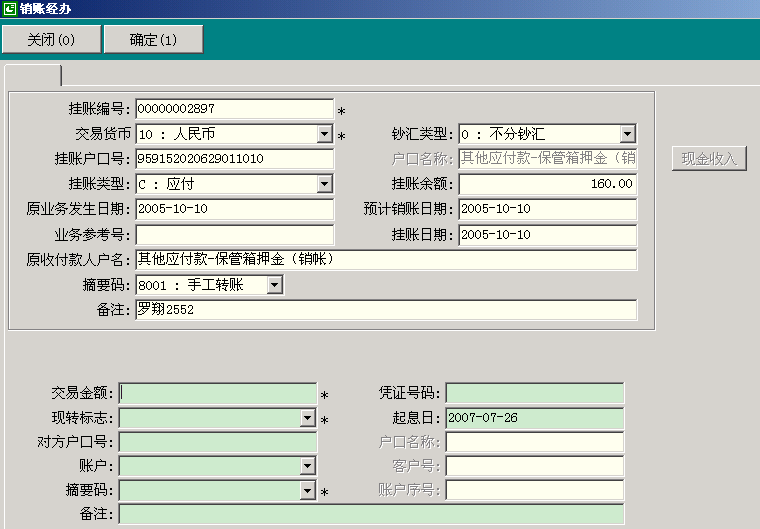 销账经办
关闭(0) 确定(1)
挂账编号: 00000002897 *
交易货币 10 : 人民币 * 钞汇类型: 0 : 不分钞汇
挂账户口号: 959152020629011010 户口名称: 其他应付款-保管箱押金（销 现金收入
挂账类型: C : 应付 挂账余额: 160.00
原业务发生日期: 2005-10-10 预计销账日期: 2005-10-10
业务参考号: 挂账日期: 2005-10-10
原收付款人户名: 其他应付款-保管箱押金（销帐）
摘要码: 8001 : 手工转账
备注: 罗翔2552
交易金额: * 凭证号码:
现转标志: * 起息日: 2007-07-26
对方户口号: 户口名称:
账户: 客户号:
摘要码: * 账户序号:
备注: